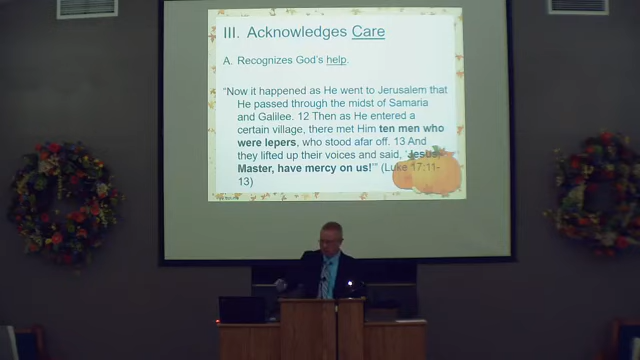 III. Acknowledges Care
A. Recognizes God's help.
"Now it happened as He went to Jerusalem that
He passed through the midst of Samaria
and Galilee. 12 Then as He entered a
certain village, there met Him ten men who
were lepers, who stood afar off. 13 And
they lifted up their voices and said, 'Jesus,
Master, have mercy on us!'" (Luke 17:11-
13)